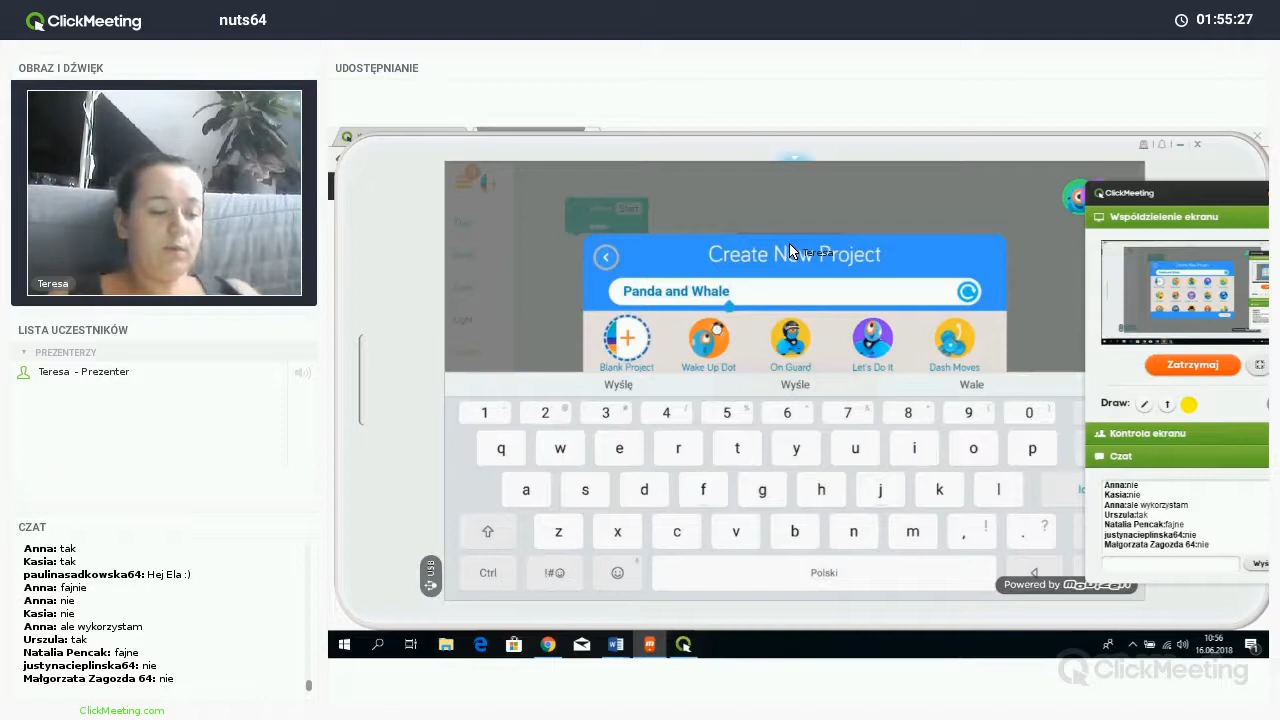 ClickMeeting
nuts64
01:55:27
OBRAZ I DŹWIĘK
Teresa
LISTA UCZESTNIKÓW
PREZENTERZY
Teresa - Prezenter
CZAT
Anna: tak
Kasia: tak
paulinasadkowska64: Hej Ela :)
Anna: fajnie
Anna: nie
Kasia: nie
Anna: ale wykorzystam
Urszula: tak
Natalia Pencak: fajne
justynacieplinska64: nie
Małgorzata Zagozda 64: nie
ClickMeeting.com
UDOSTĘPNIANIE
Start
Light
Create New Project
Teresa
Panda and Whale
Blank Project Wake Up Dot On Guard Let's Do It Dash Moves
Wyślę Wyśle Wale
1 2 3 4 5 6 7 8 9 0
q w e r t y u i o p
a s d f g h j k l
z x c v b n m , ! . ?
Ctrl !#☺ Polski
USB
Powered by mobizen
ClickMeeting
Współdzielenie ekranu
Zatrzymaj
Draw:
Kontrola ekranu
Czat
Anna:nie
Kasia:nie
Anna:ale wykorzystam
Urszula:tak
Natalia Pencak:fajne
justynacieplinska64:nie
Małgorzata Zagozda 64:nie
Wyś
10:56
16.06.2018
ClickMeeting